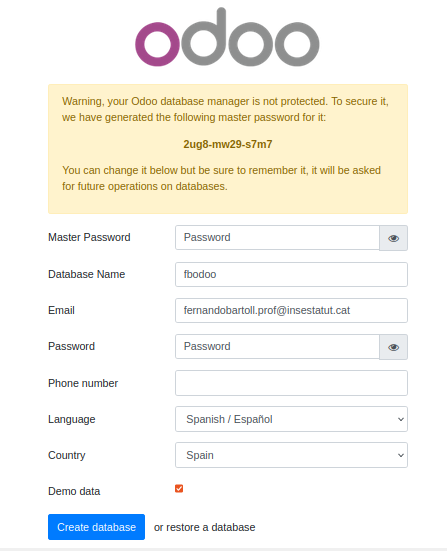 odoo
Warning, your Odoo database manager is not protected. To secure it,
we have generated the following master password for it:
2ug8-mw29-s7m7
You can change it below but be sure to remember it, it will be asked
for future operations on databases.
Master Password Password
Database Name fbodoo
Email fernandobartoll.prof@insestatut.cat
Password Password
Phone number
Language Spanish / Español
Country Spain
Demo data
Create database or restore a database